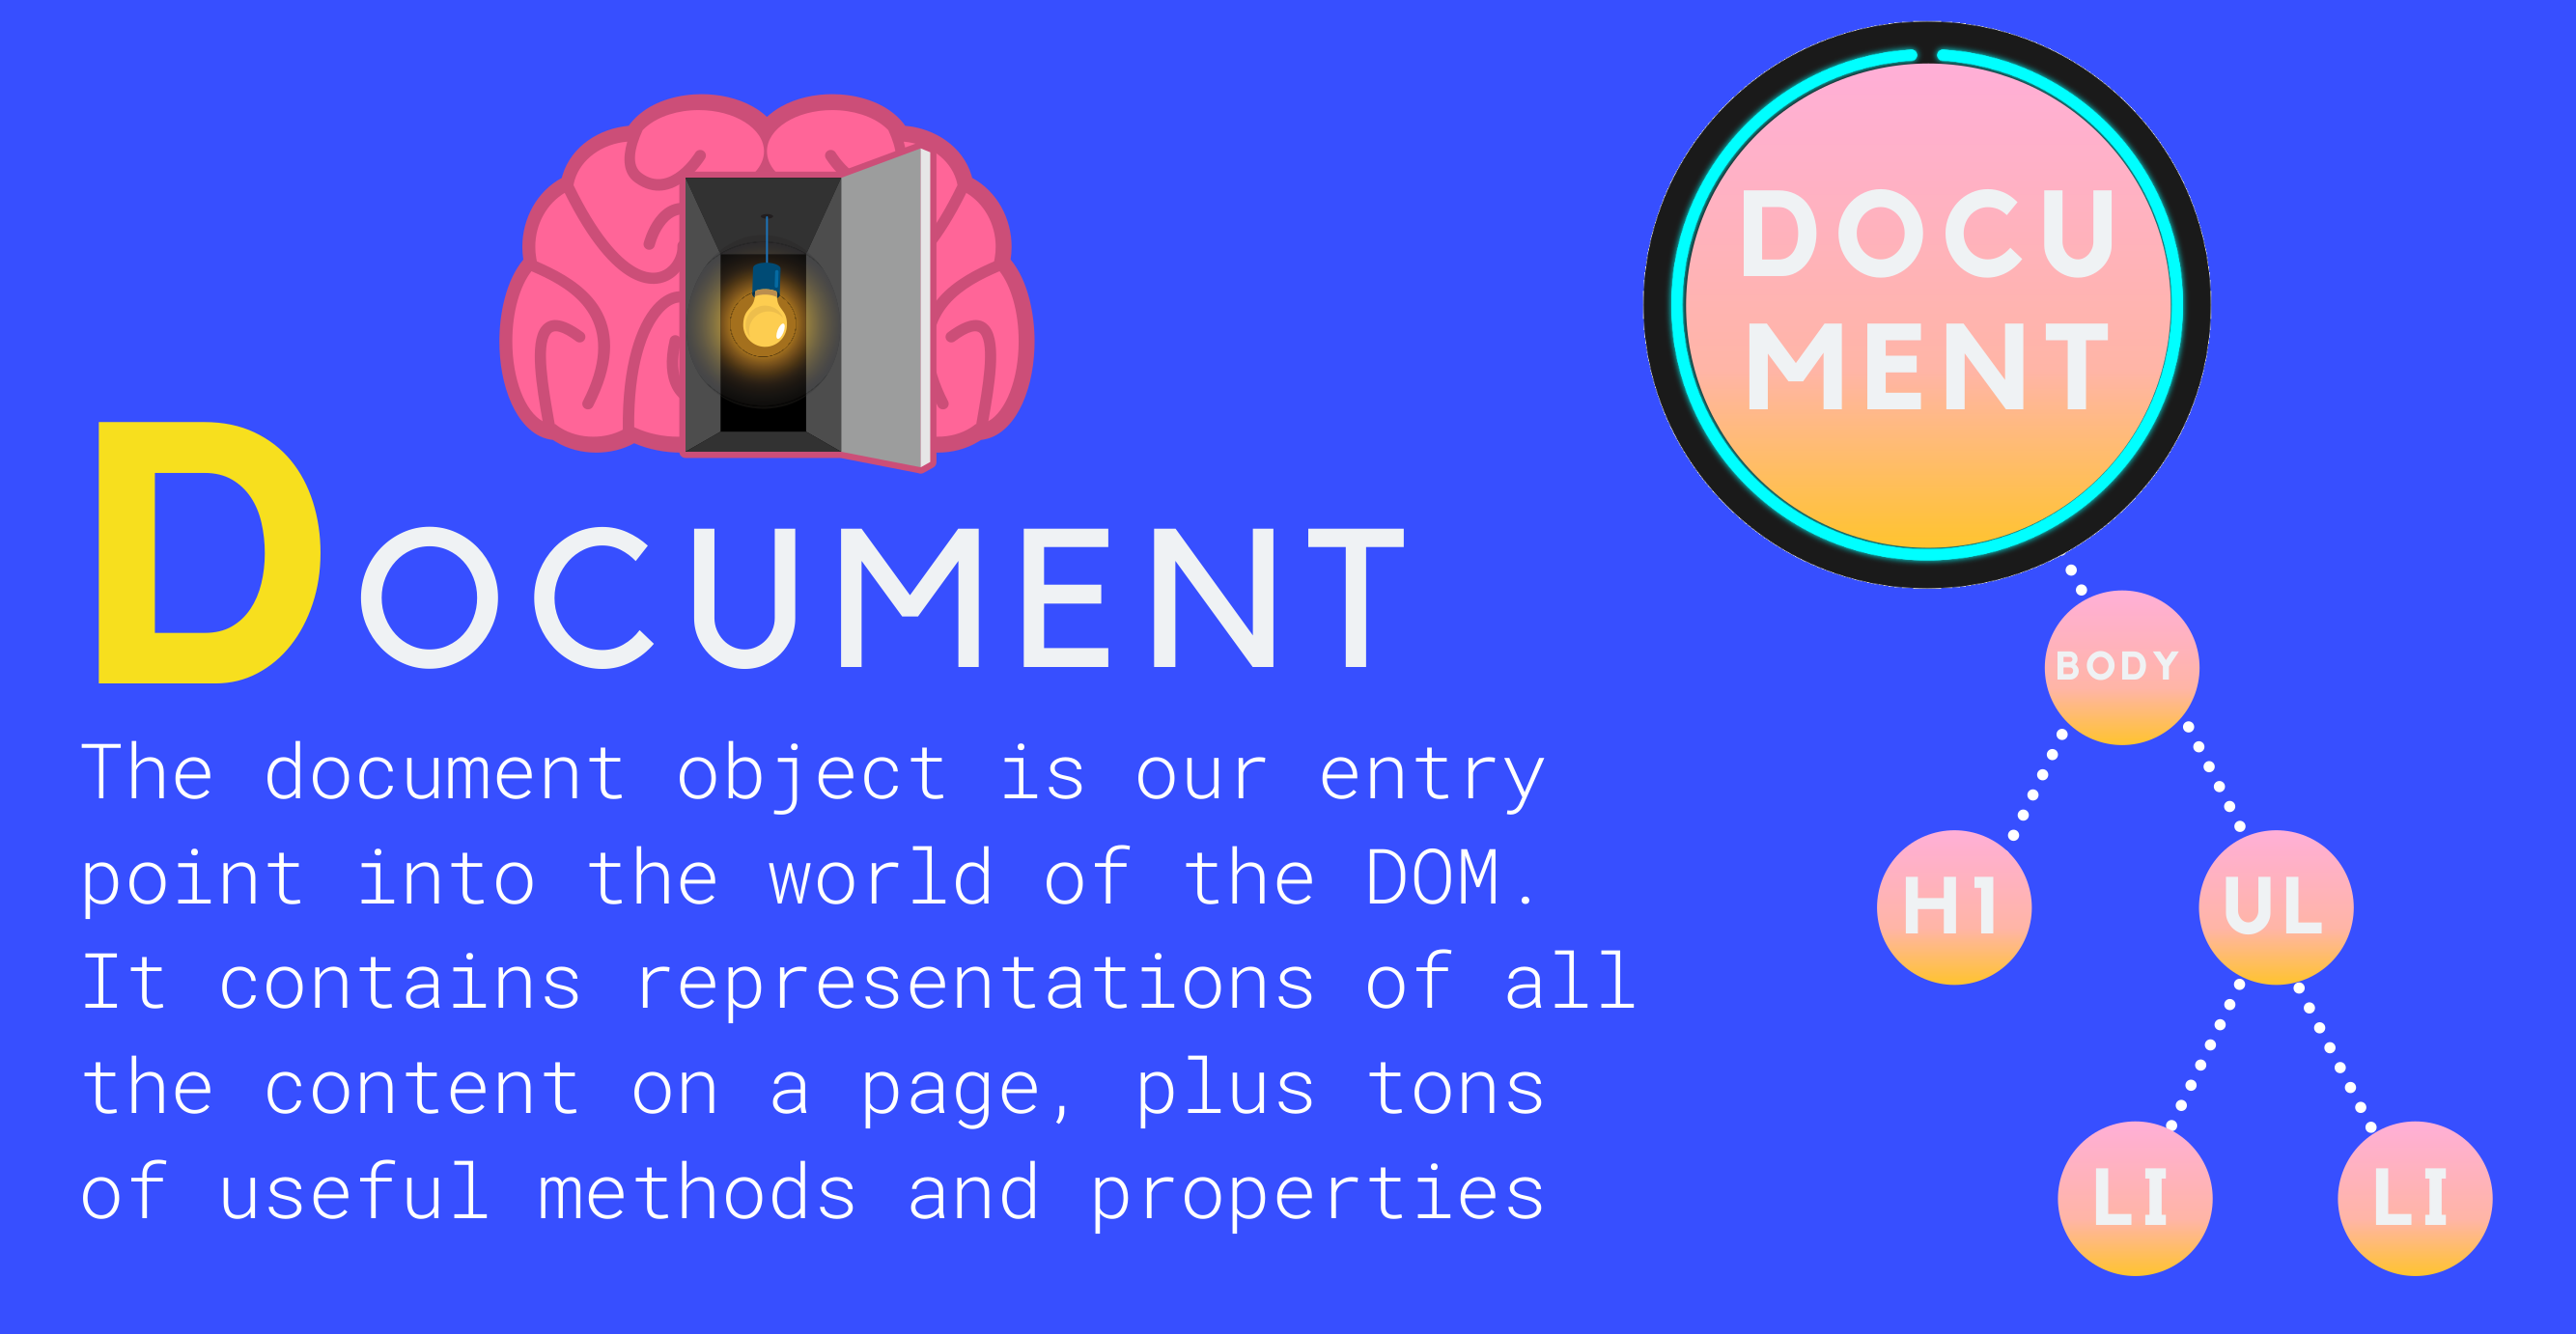 DOCUMENT
The document object is our entry
point into the world of the DOM.
It contains representations of all
the content on a page, plus tons
of useful methods and properties
DOCU
MENT
BODY
H1
UL
LI
LI